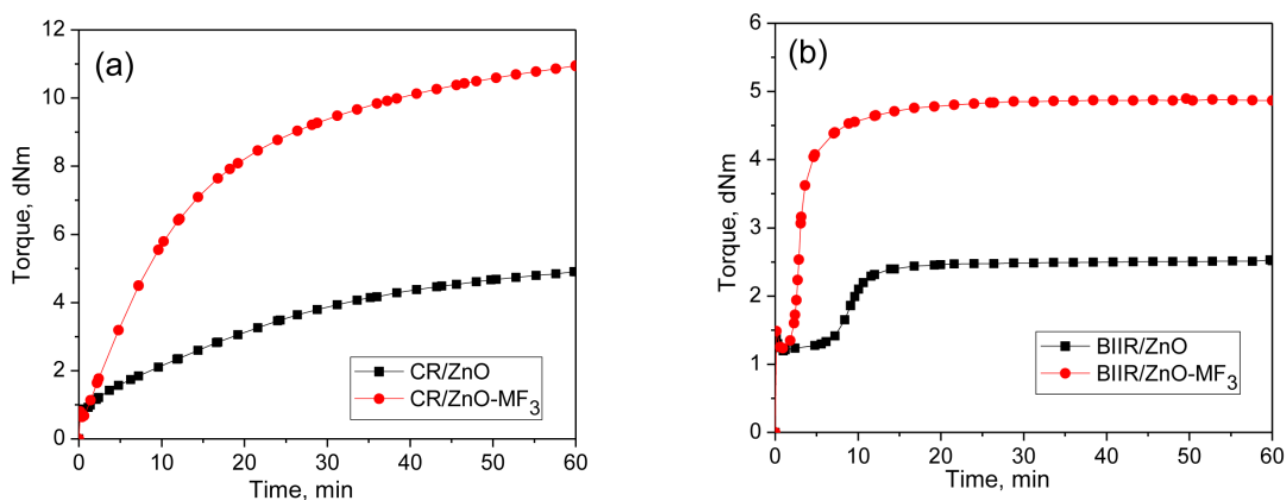 (a)
Torque, dNm
12
10
8
6
4
2
0
CR/ZnO
CR/ZnO-MF3
0 10 20 30 40 50 60
Time, min
(b)
Torque, dNm
6
5
4
3
2
1
0
BIIR/ZnO
BIIR/ZnO-MF3
0 10 20 30 40 50 60
Time, min